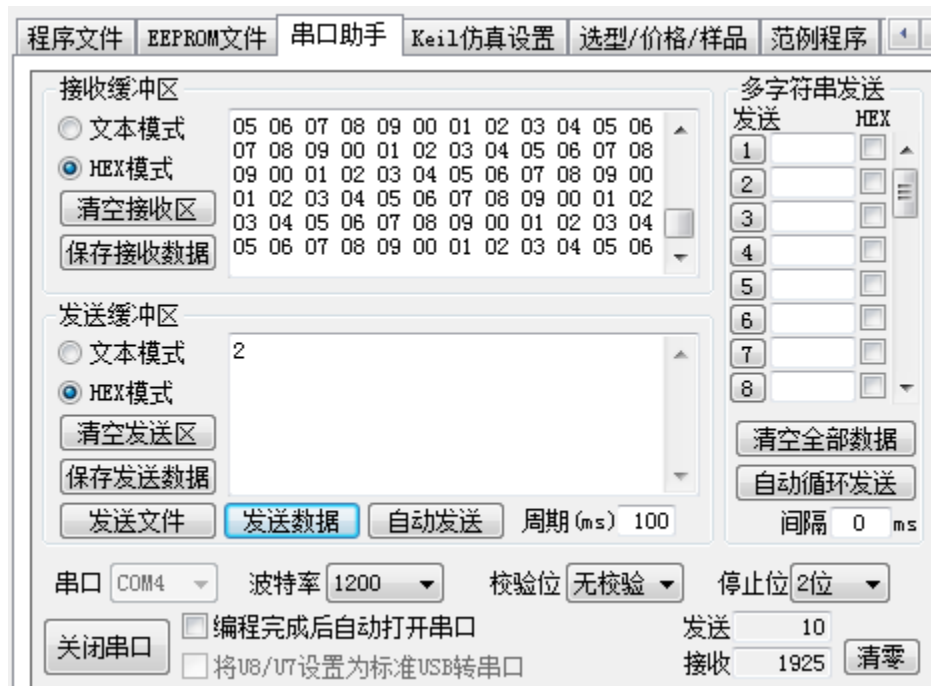 程序文件 EEPROM文件 串口助手 Keil仿真设置 选型/价格/样品 范例程序
接收缓冲区
文本模式
HEX模式
清空接收区
保存接收数据
05 06 07 08 09 00 01 02 03 04 05 06
07 08 09 00 01 02 03 04 05 06 07 08
09 00 01 02 03 04 05 06 07 08 09 00
01 02 03 04 05 06 07 08 09 00 01 02
03 04 05 06 07 08 09 00 01 02 03 04
05 06 07 08 09 00 01 02 03 04 05 06
发送缓冲区
文本模式
HEX模式
清空发送区
保存发送数据
2
发送文件 发送数据 自动发送 周期(ms) 100
多字符串发送
发送 HEX
1
2
3
4
5
6
7
8
清空全部数据
自动循环发送
间隔 0 ms
串口 COM4 波特率 1200 校验位 无校验 停止位 2位
关闭串口
编程完成后自动打开串口
将U8/U7设置为标准USB转串口
发送 10
接收 1925
清零